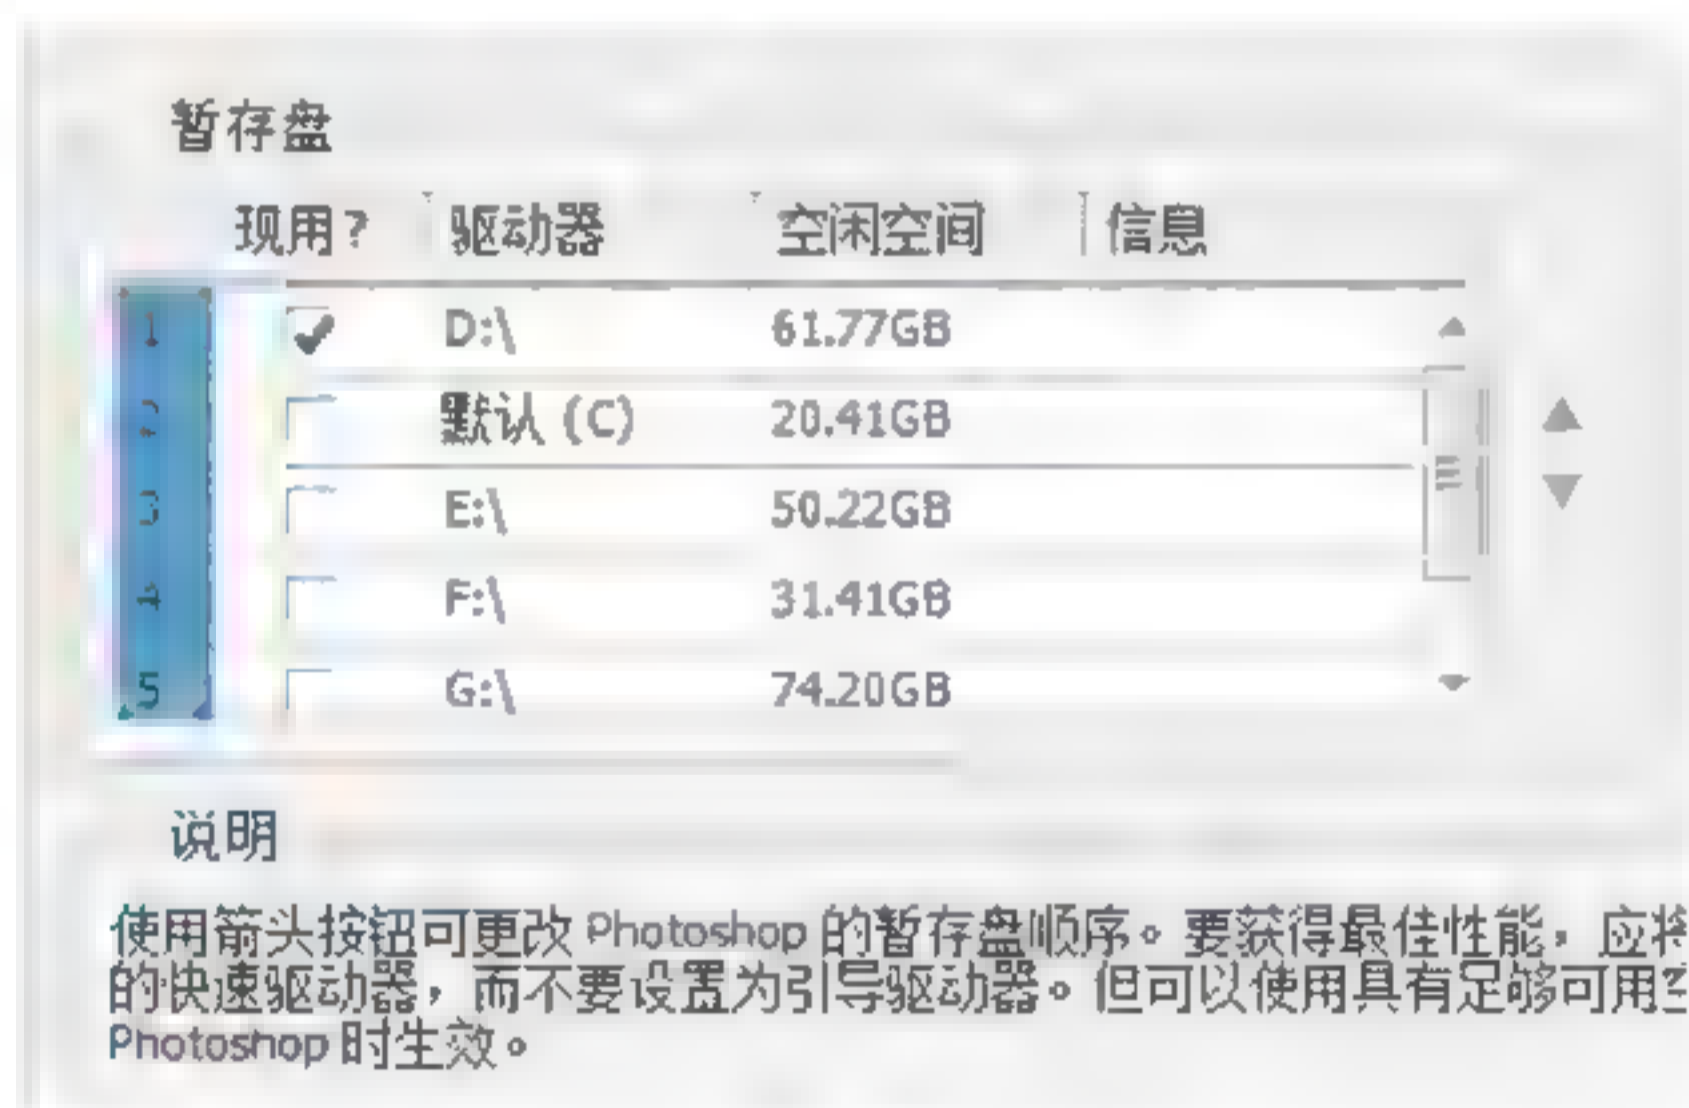 暂存盘
现用? 驱动器 空闲空间 信息
1 D:\ 61.77GB
2 默认 (C) 20.41GB
3 E:\ 50.22GB
4 F:\ 31.41GB
5 G:\ 74.20GB
说明
使用箭头按钮可更改 Photoshop 的暂存盘顺序。要获得最佳性能，应将
的快速驱动器，而不要设置为引导驱动器。但可以使用具有足够可用空
Photoshop 时生效。